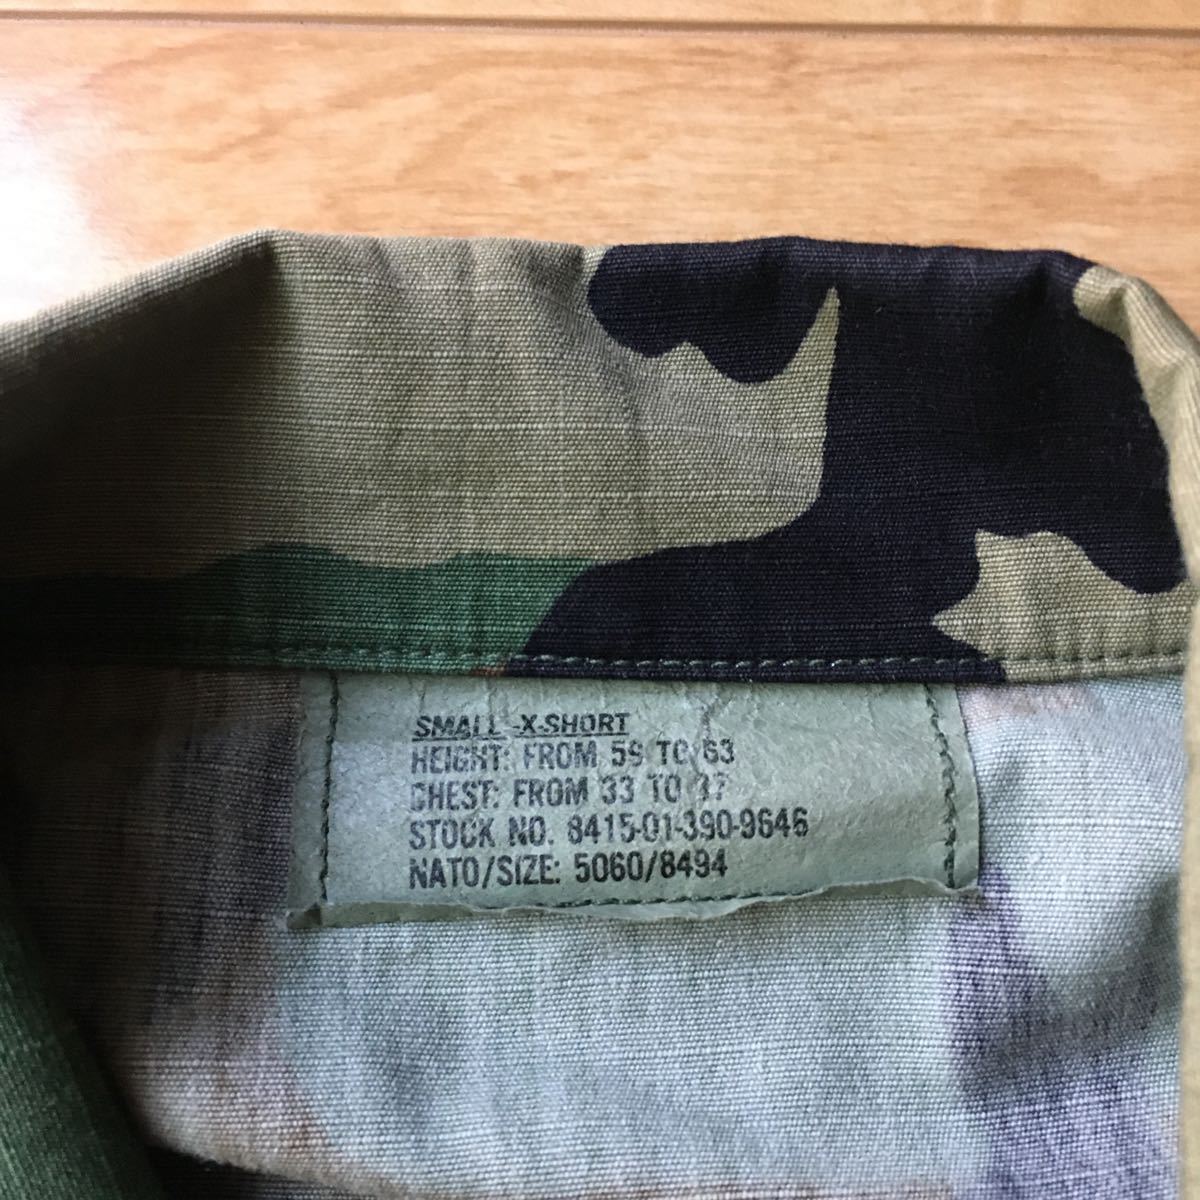 SMALL-X-SHORT
HEIGHT: FROM 59 TO 63
CHEST: FROM 33 TO 37
STOCK NO. 8415-01-390-9646
NATO/SIZE: 5060/8494